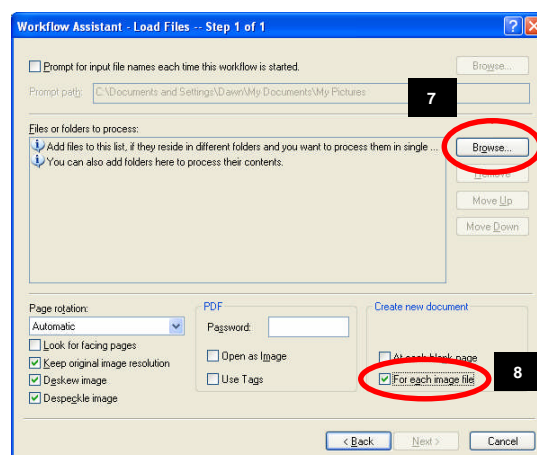 Workflow Assistant - Load Files -- Step 1 of 1
Prompt for input file names each time this workflow is started.
Browse...
Prompt path: C:\Documents and Settings\Dawn\My Documents\My Pictures
7
Files or folders to process:
Add files to this list, if they reside in different folders and you want to process them in single ...
You can also add folders here to process their contents.
Browse...
Remove
Move Up
Move Down
Page rotation:
Automatic
Look for facing pages
Keep original image resolution
Deskew image
Despeckle image
PDF
Password:
Open as Image
Use Tags
Create new document
At each blank page
For each image file
8
< Back
Next >
Cancel